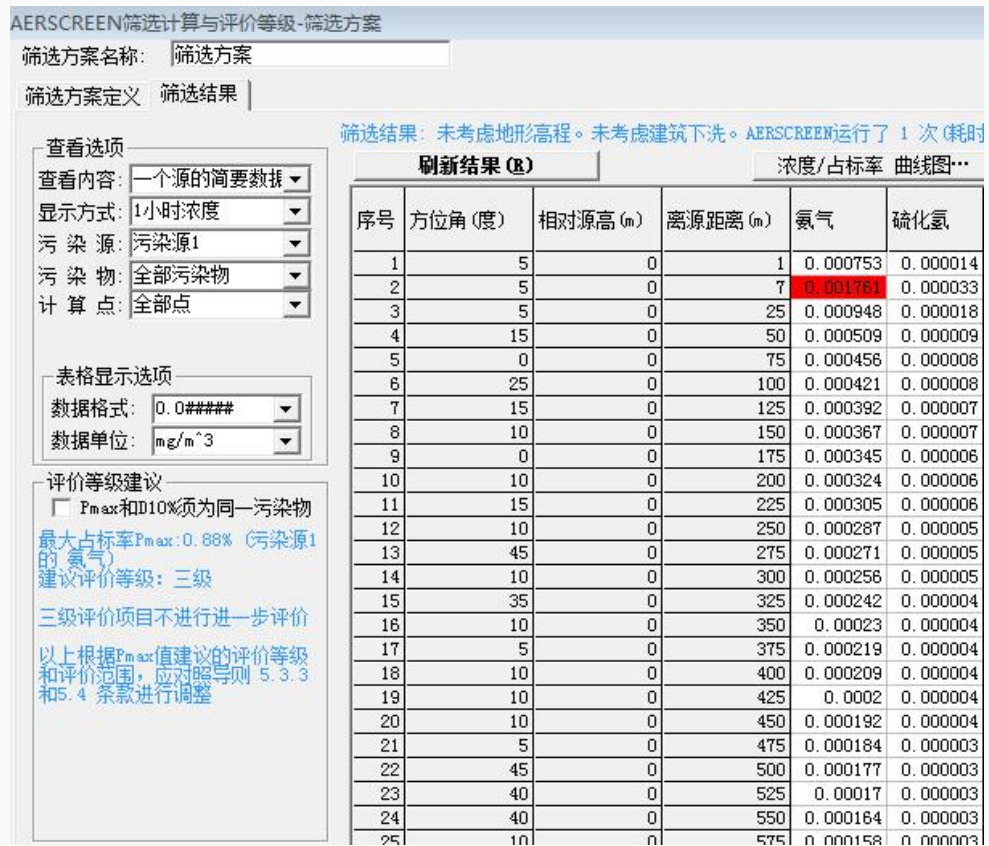 AERSCREEN筛选计算与评价等级-筛选方案
筛选方案名称: 筛选方案
筛选方案定义 筛选结果
筛选结果: 未考虑地形高程。未考虑建筑下洗。AERSCREEN运行了 1 次(耗时
查看选项
查看内容: 一个源的简要数据
显示方式: 1小时浓度
污 染 源: 污染源1
污 染 物: 全部污染物
计 算 点: 全部点
表格显示选项
数据格式: 0.0#####
数据单位: mg/m^3
评价等级建议
Pmax和D10%须为同一污染物
最大占标率Pmax:0.88% (污染源1
的 氨气)
建议评价等级: 三级
三级评价项目不进行进一步评价
以上根据Pmax值建议的评价等级
和评价范围,应对照导则 5.3.3
和5.4 条款进行调整
刷新结果(R) 浓度/占标率 曲线图…
序号 方位角(度) 相对源高(m) 离源距离(m) 氨气 硫化氢
1 5 0 1 0.000753 0.000014
2 5 0 7 0.001761 0.000033
3 5 0 25 0.000948 0.000018
4 15 0 50 0.000509 0.000009
5 0 0 75 0.000456 0.000008
6 25 0 100 0.000421 0.000008
7 15 0 125 0.000392 0.000007
8 10 0 150 0.000367 0.000007
9 0 0 175 0.000345 0.000006
10 10 0 200 0.000324 0.000006
11 15 0 225 0.000305 0.000006
12 10 0 250 0.000287 0.000005
13 45 0 275 0.000271 0.000005
14 10 0 300 0.000256 0.000005
15 35 0 325 0.000242 0.000004
16 10 0 350 0.00023 0.000004
17 5 0 375 0.000219 0.000004
18 10 0 400 0.000209 0.000004
19 10 0 425 0.0002 0.000004
20 10 0 450 0.000192 0.000004
21 5 0 475 0.000184 0.000003
22 45 0 500 0.000177 0.000003
23 40 0 525 0.00017 0.000003
24 40 0 550 0.000164 0.000003
25 10 0 575 0.000158 0.000003